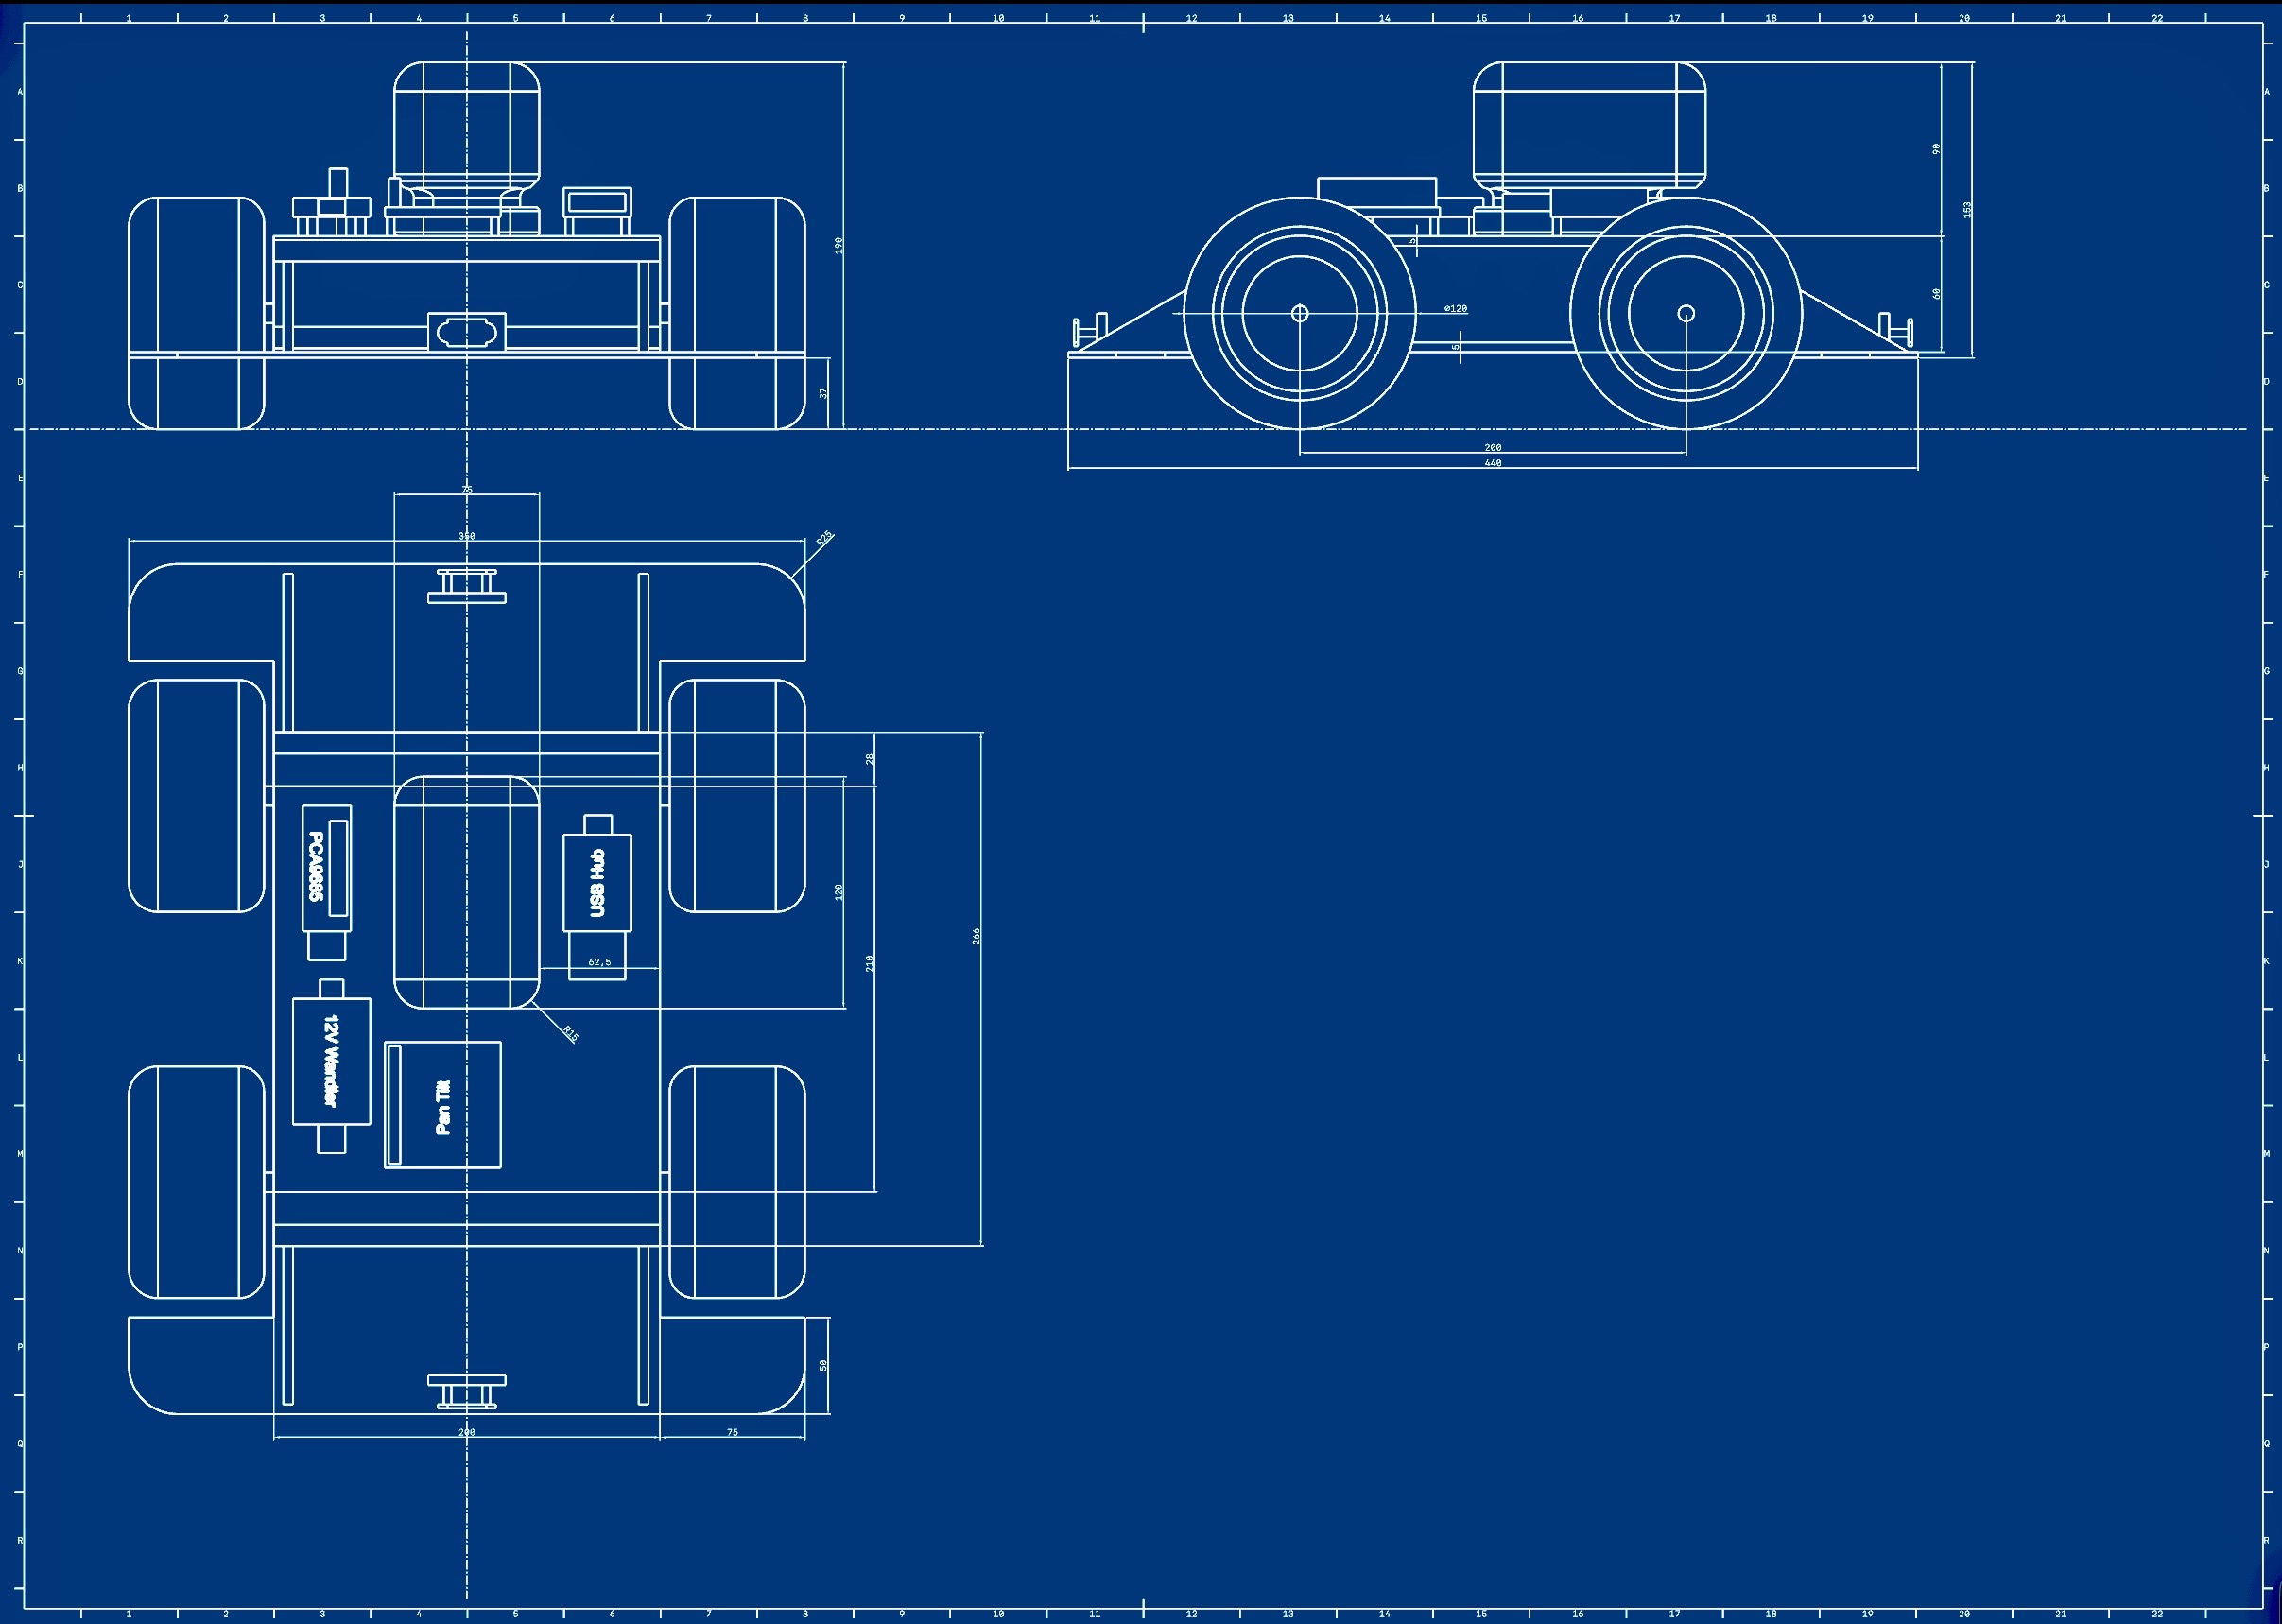 1 2 3 4 5 6 7 8 9 10 11 12 13 14 15 16 17 18 19 20 21 22
A A
B B
C C
D D
E E
F F
G G
H H
J J
K K
L L
M M
N N
P P
Q Q
R R
190
37
90
153
60
5
⌀120
5
200
440
75
350
R25
28
PCA9685
USB Hub
120
266
210
62,5
R15
12V Wandler
Pan Tilt
50
200
75
1 2 3 4 5 6 7 8 9 10 11 12 13 14 15 16 17 18 19 20 21 22